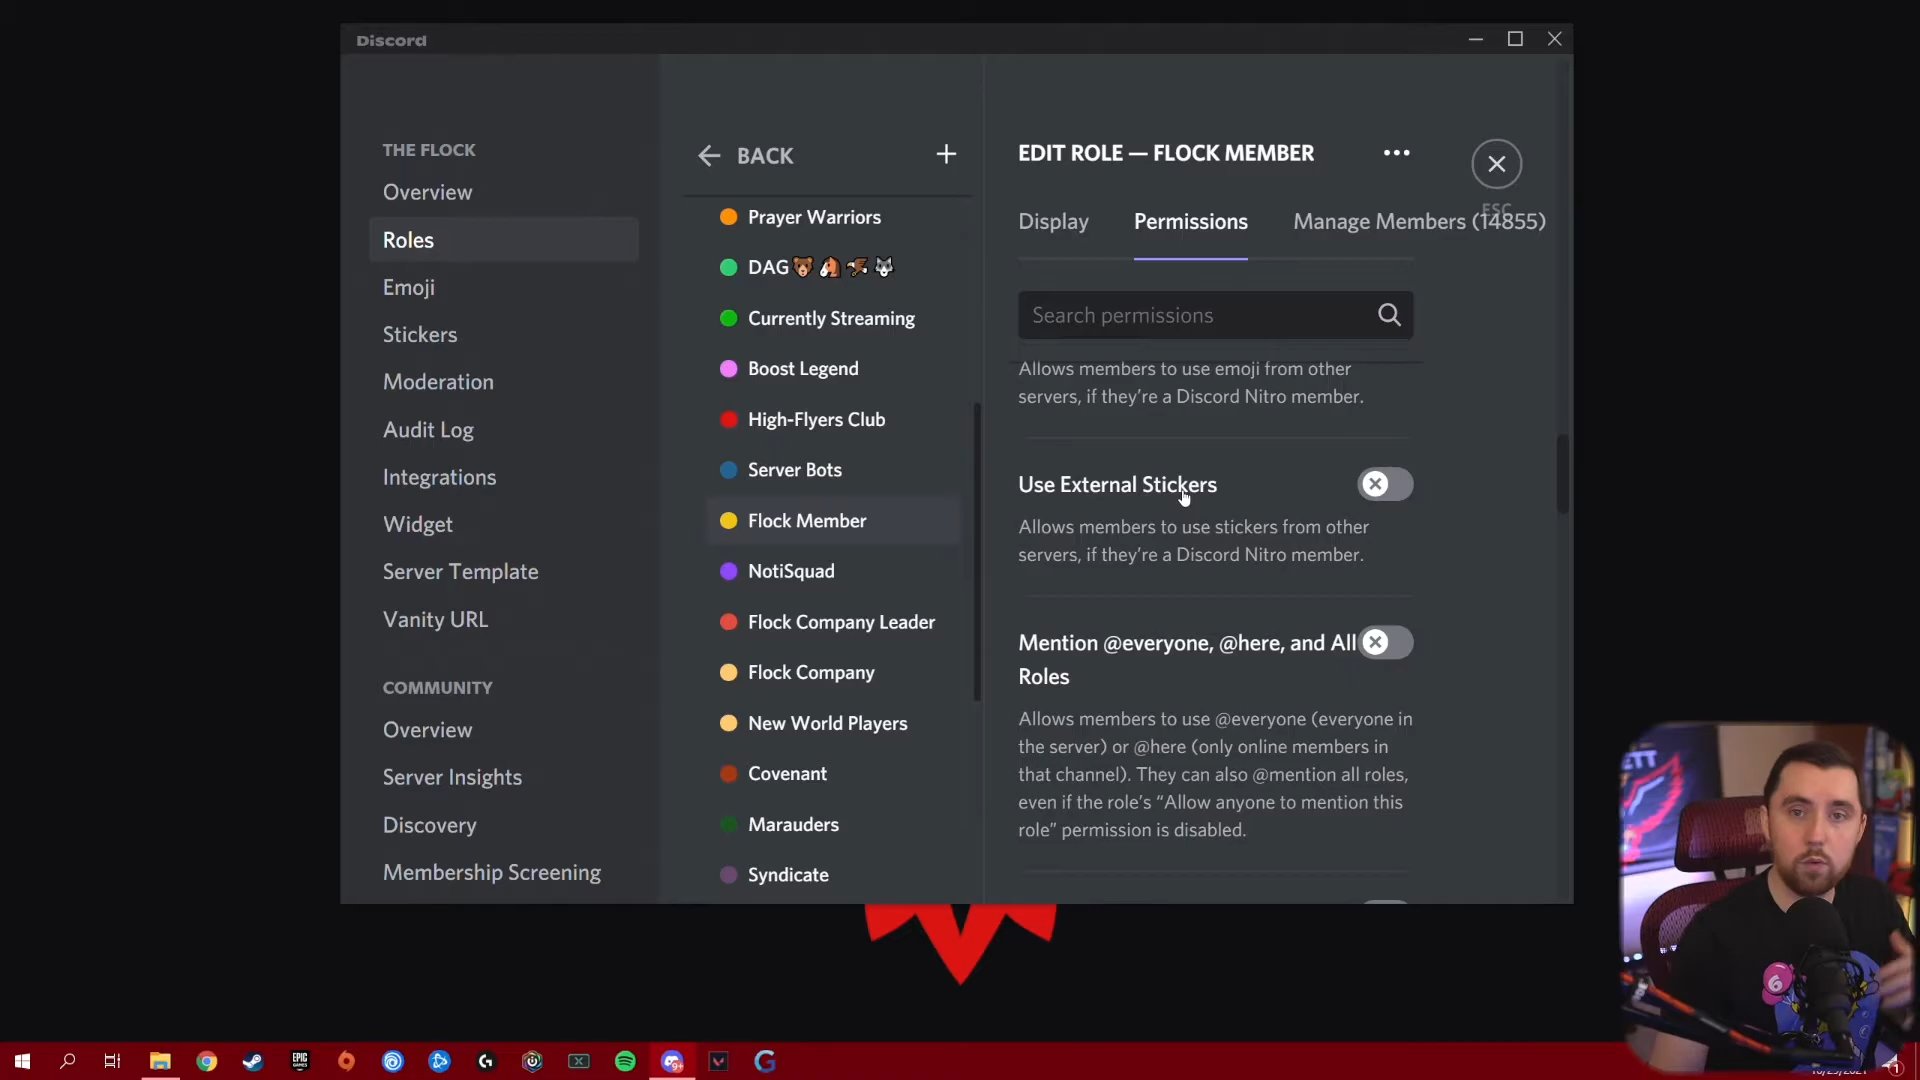 Discord
THE FLOCK
Overview
Roles
Emoji
Stickers
Moderation
Audit Log
Integrations
Widget
Server Template
Vanity URL
COMMUNITY
Overview
Server Insights
Discovery
Membership Screening
BACK
Prayer Warriors
DAG🐻🐴🦅🐺
Currently Streaming
Boost Legend
High-Flyers Club
Server Bots
Flock Member
NotiSquad
Flock Company Leader
Flock Company
New World Players
Covenant
Marauders
Syndicate
EDIT ROLE — FLOCK MEMBER
ESC
Display Permissions Manage Members (14855)
Search permissions
Allows members to use emoji from other
servers, if they're a Discord Nitro member.
Use External Stickers
Allows members to use stickers from other
servers, if they're a Discord Nitro member.
Mention @everyone, @here, and All
Roles
Allows members to use @everyone (everyone in
the server) or @here (only online members in
that channel). They can also @mention all roles,
even if the role's “Allow anyone to mention this
role” permission is disabled.
EPIC
GAMES
9+